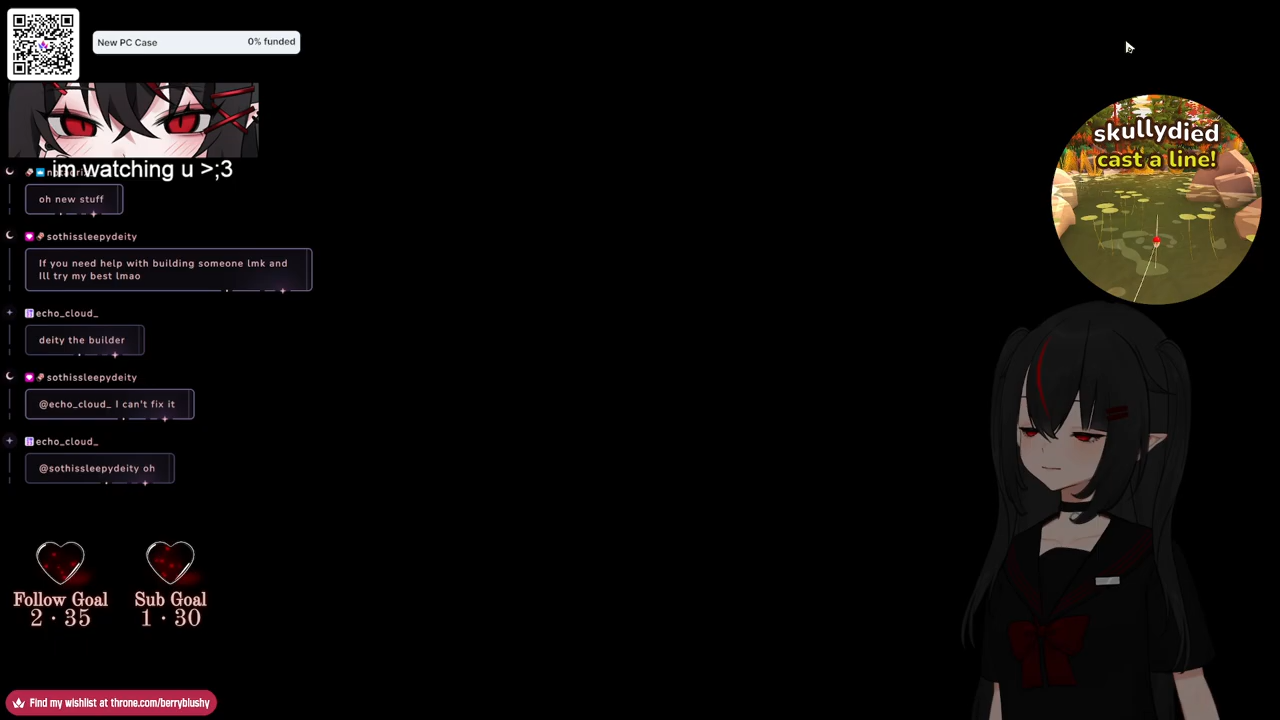 New PC Case
0% funded
im watching u >;3
oh new stuff
sothissleepydeity
If you need help with building someone lmk and
Ill try my best lmao
echo_cloud_
deity the builder
sothissleepydeity
@echo_cloud_ I can't fix it
echo_cloud_
@sothissleepydeity oh
Follow Goal
2 · 35
Sub Goal
1 · 30
Find my wishlist at throne.com/berryblushy
skullydied
cast a line!